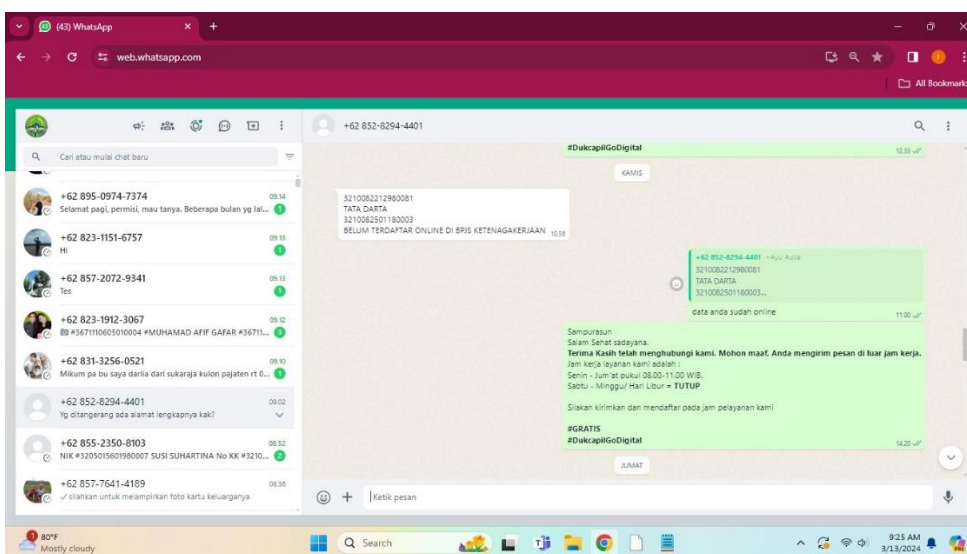 (43) WhatsApp
web.whatsapp.com
All Bookmarks
Cari atau mulai chat baru
+62 895-0974-7374 09.14
Selamat pagi, permisi, mau tanya. Beberapa bulan yg lal... 1
+62 823-1151-6757 09.13
Hi 1
+62 857-2072-9341 09.13
Tes 1
+62 823-1912-3067 09.12
#3671110605010004 #MUHAMAD AFIF GAFAR #36711... 3
+62 831-3256-0521 09.10
Mikum pa bu saya darlia dari sukaraja kulon pajaten rt 0... 1
+62 852-8294-4401 09.02
Yg ditangerang ada alamat lengkapnya kak?
+62 855-2350-8103 08.52
NIK #3205015601980007 SUSI SUHARTINA No KK #3210... 2
+62 857-7641-4189 08.36
silahkan untuk melampirkan foto kartu keluarganya
+62 852-8294-4401
#DukcapilGoDigital
12.33
KAMIS
3210082212980081
TATA DARTA
3210082501180003
BELUM TERDAFTAR ONLINE DI BPJS KETENAGAKERJAAN 10.58
+62 852-8294-4401 ~Ayu Aulia
3210082212980081
TATA DARTA
3210082501180003...
data anda sudah online
11.00
Sampurasun
Salam Sehat sadayana.
Terima Kasih telah menghubungi kami. Mohon maaf, Anda mengirim pesan di luar jam kerja.
Jam kerja layanan kami adalah :
Senin - Jum'at pukul 08.00-11.00 WIB.
Sabtu - Minggu/ Hari Libur = TUTUP
Silakan kirimkan dan mendaftar pada jam pelayanan kami
#GRATIS
#DukcapilGoDigital
14.20
JUMAT
Ketik pesan
80°F
Mostly cloudy
Search
9:25 AM
3/13/2024